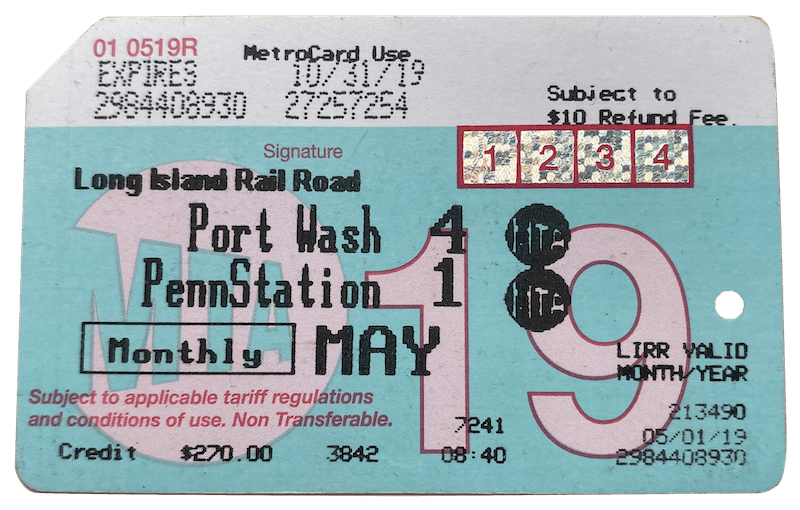 01 0519R
MetroCard Use
EXPIRES 10/31/19
2984408930 27257254
Subject to
$10 Refund Fee.
Signature
1 2 3 4
Long Island Rail Road
Port Wash 4
PennStation 1
MTA
19
Monthly MAY
LIRR VALID
MONTH/YEAR
Subject to applicable tariff regulations
and conditions of use. Non Transferable.
7241
213490
05/01/19
Credit $270.00 3842 08:40
2984408930